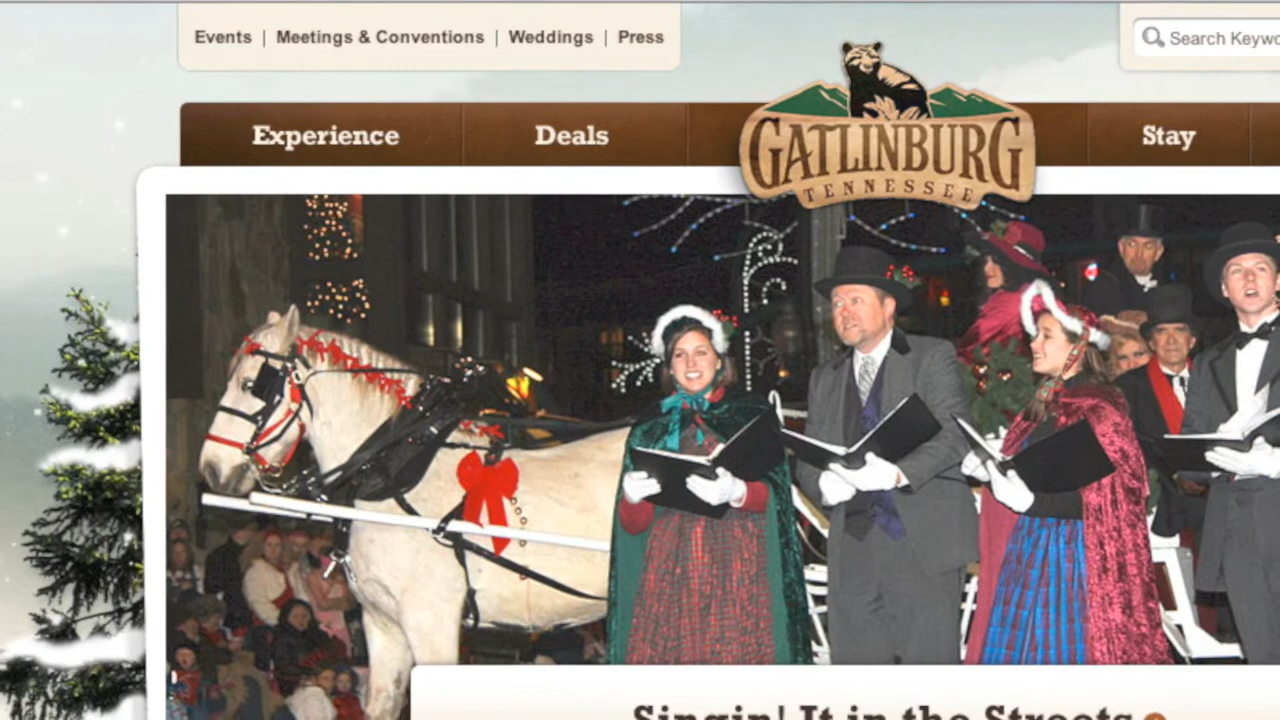 Events | Meetings & Conventions | Weddings | Press
Search Keywo
Experience
Deals
GATLINBURG
TENNESSEE
Stay
Singin' It in the Streets